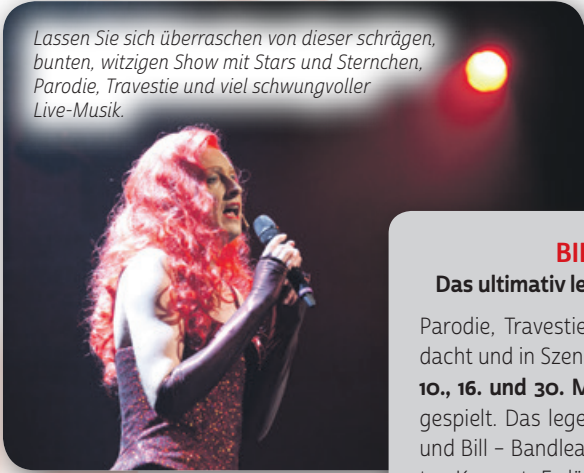 Lassen Sie sich überraschen von dieser schrägen,
bunten, witzigen Show mit Stars und Sternchen,
Parodie, Travestie und viel schwungvoller
Live-Musik.
Das ultimativ
Parodie, Travestie
dacht und in Szen
10., 16. und 30. M
gespielt. Das lege
und Bill – Bandlea